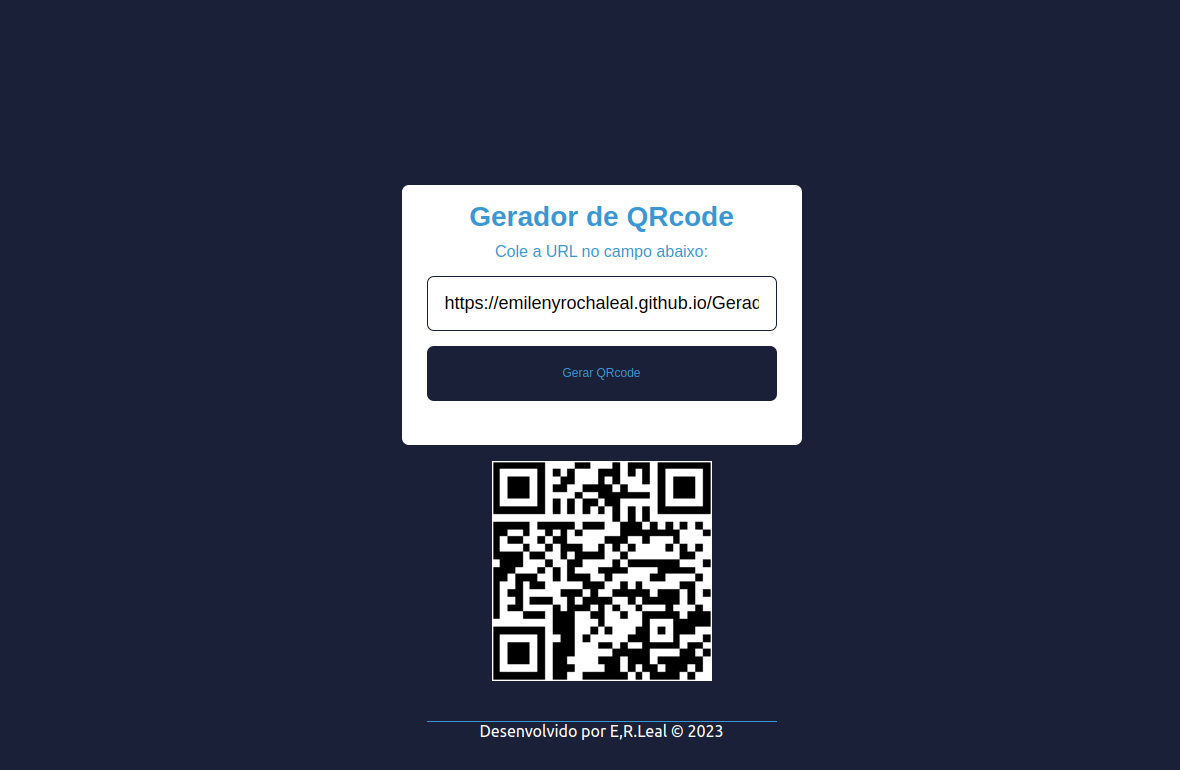 Gerador de QRcode
Cole a URL no campo abaixo:
https://emilenyrochaleal.github.io/Gerac
Gerar QRcode
Desenvolvido por E,R.Leal © 2023